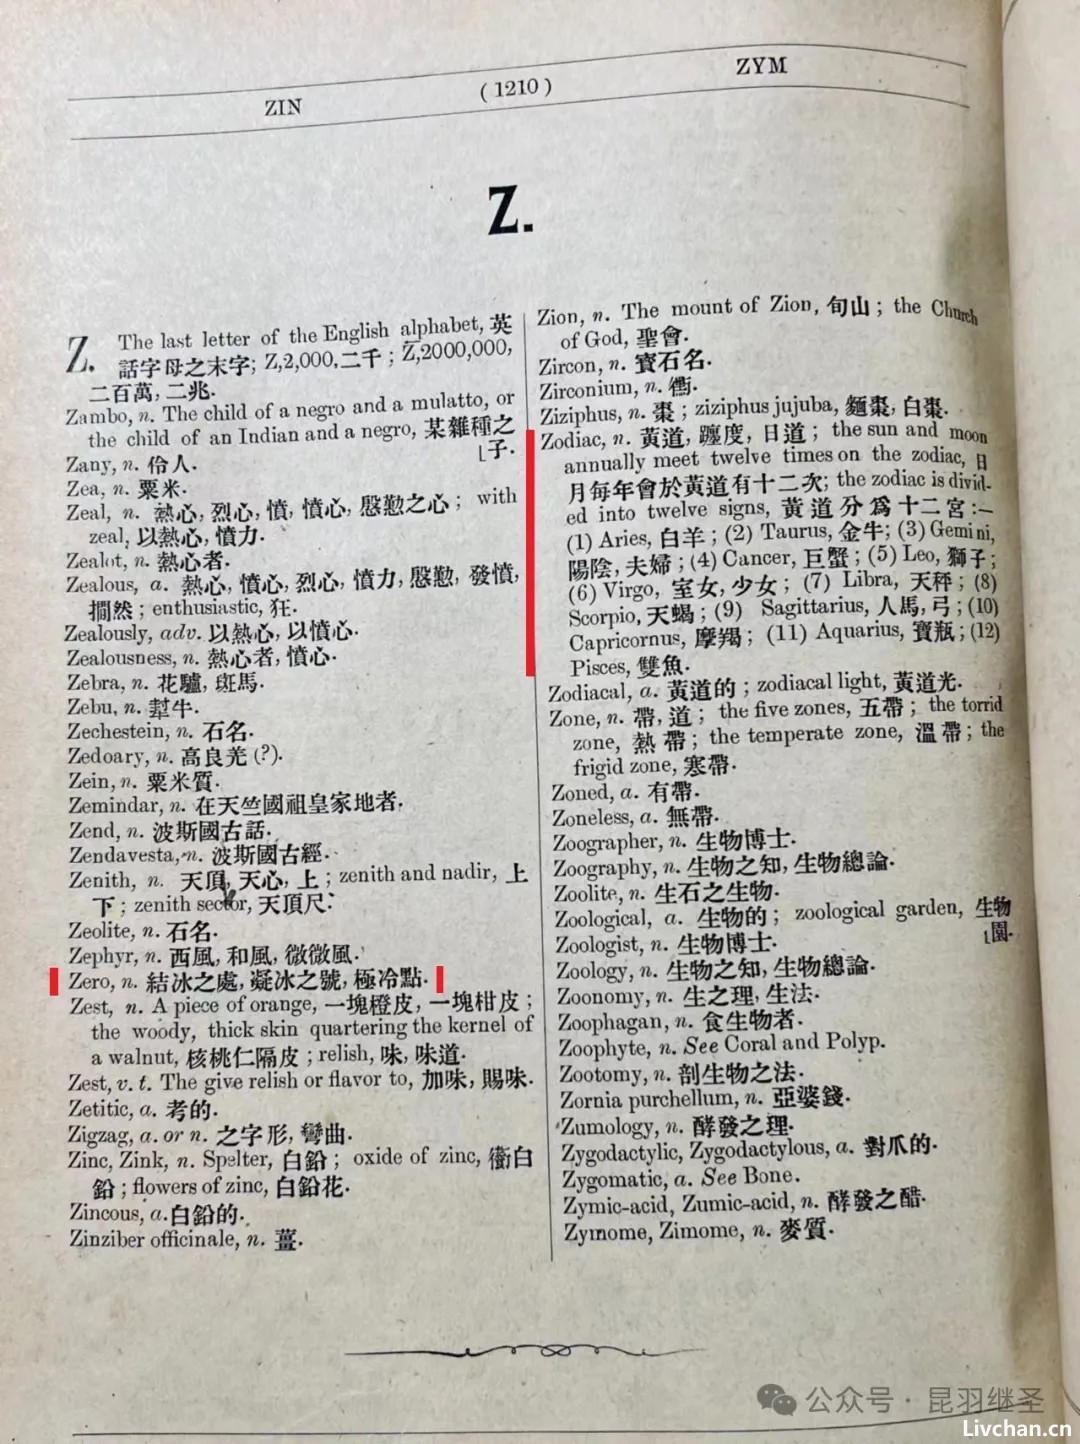 ZIN
(1210)
ZYM
Z.
Z. The last letter of the English alphabet, 英
話字母之末字; Z,2,000,二千; Z,2000,000,
二百萬, 二兆.
Zambo, n. The child of a negro and a mulatto, or
the child of an Indian and a negro, 某雜種之
⌊子.
Zany, n. 伶人.
Zea, n. 粟米.
Zeal, n. 熱心, 烈心, 憤, 憤心, 慇懃之心; with
zeal, 以熱心, 憤力.
Zealot, n. 熱心者.
Zealous, a. 熱心, 憤心, 烈心, 憤力, 慇懃, 發憤,
撊然; enthusiastic, 狂.
Zealously, adv. 以熱心, 以憤心.
Zealousness, n. 熱心者, 憤心.
Zebra, n. 花驢, 斑馬.
Zebu, n. 犎牛.
Zechestein, n. 石名.
Zedoary, n. 高良羌 (?).
Zein, n. 粟米質.
Zemindar, n. 在天竺國祖皇家地者.
Zend, n. 波斯國古話.
Zendavesta, n. 波斯國古經.
Zenith, n. 天頂, 天心, 上; zenith and nadir, 上
下; zenith sector, 天頂尺.
Zeolite, n. 石名.
Zephyr, n. 西風, 和風, 微微風.
Zero, n. 結冰之處, 凝冰之號, 極冷點.
Zest, n. A piece of orange, 一塊橙皮, 一塊柑皮;
the woody, thick skin quartering the kernel of
a walnut, 核桃仁隔皮; relish, 味, 味道.
Zest, v. t. The give relish or flavor to, 加味, 賜味.
Zetitic, a. 考的.
Zigzag, a. or n. 之字形, 彎曲.
Zinc, Zink, n. Spelter, 白鉛; oxide of zinc, 衞白
鉛; flowers of zinc, 白鉛花.
Zincous, a. 白鉛的.
Zinziber officinale, n. 薑.
Zion, n. The mount of Zion, 旬山; the Church
of God, 聖會.
Zircon, n. 寶石名.
Zirconium, n.
Ziziphus, n. 棗; ziziphus jujuba, 麵棗, 白棗.
Zodiac, n. 黃道, 躔度, 日道; the sun and moon
annually meet twelve times on the zodiac, 日
月每年會於黃道有十二次; the zodiac is divid-
ed into twelve signs, 黃道分爲十二宮:—
(1) Aries, 白羊; (2) Taurus, 金牛; (3) Gemini,
陽陰, 夫婦; (4) Cancer, 巨蟹; (5) Leo, 獅子;
(6) Virgo, 室女, 少女; (7) Libra, 天秤; (8)
Scorpio, 天蝎; (9) Sagittarius, 人馬, 弓; (10)
Capricornus, 摩羯; (11) Aquarius, 寶瓶; (12)
Pisces, 雙魚.
Zodiacal, a. 黃道的; zodiacal light, 黃道光.
Zone, n. 帶, 道; the five zones, 五帶; the torrid
zone, 熱帶; the temperate zone, 溫帶; the
frigid zone, 寒帶.
Zoned, a. 有帶.
Zoneless, a. 無帶.
Zoographer, n. 生物博士.
Zoography, n. 生物之知, 生物總論.
Zoolite, n. 生石之生物.
Zoological, a. 生物的; zoological garden, 生物
⌊園.
Zoologist, n. 生物博士.
Zoology, n. 生物之知, 生物總論.
Zoonomy, n. 生之理, 生法.
Zoophagan, n. 食生物者.
Zoophyte, n. See Coral and Polyp.
Zootomy, n. 剖生物之法.
Zornia purchellum, n. 亞婆錢.
Zumology, n. 酵發之理.
Zygodactylic, Zygodactylous, a. 對爪的.
Zygomatic, a. See Bone.
Zymic-acid, Zumic-acid, n. 酵發之醋.
Zymome, Zimome, n. 麥質.
公众号 · 昆羽继圣
Livchan.cn